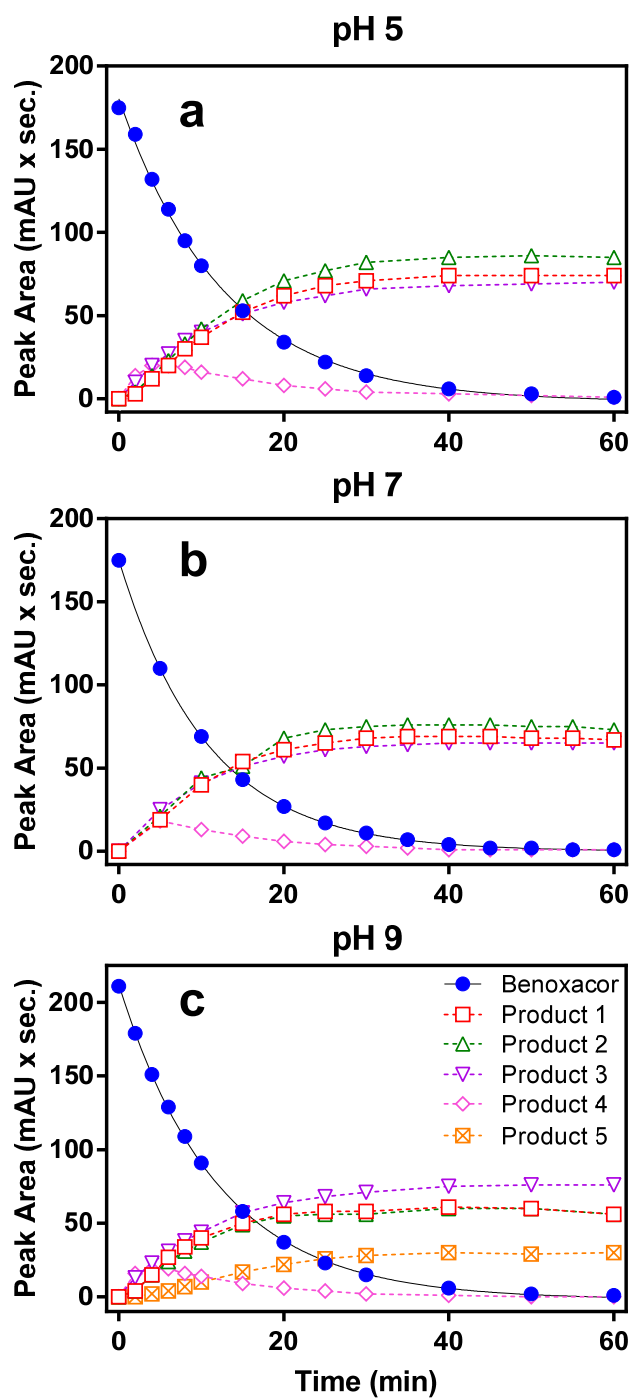 pH 5
a
Peak Area (mAU x sec.)
200
150
100
50
0
0 20 40 60
pH 7
b
Peak Area (mAU x sec.)
200
150
100
50
0
0 20 40 60
pH 9
c
Peak Area (mAU x sec.)
200
150
100
50
0
Benoxacor
Product 1
Product 2
Product 3
Product 4
Product 5
0 20 40 60
Time (min)